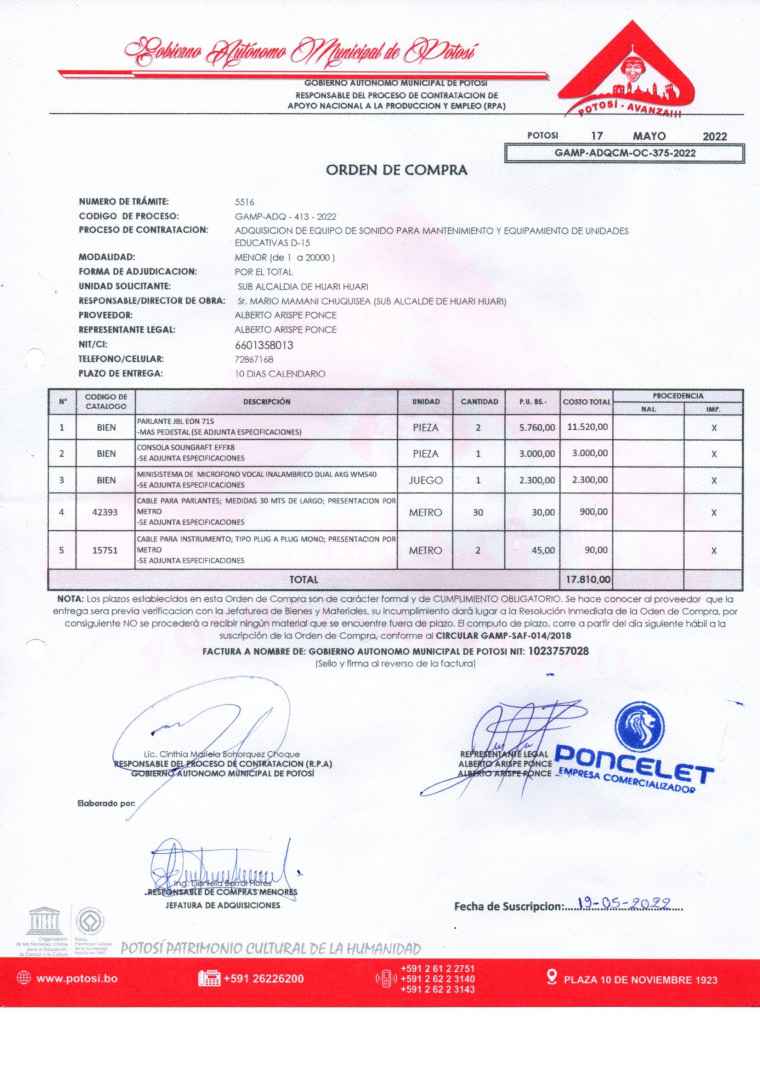 Gobierno Autónomo Municipal de Potosí
GOBIERNO AUTONOMO MUNICIPAL DE POTOSI
RESPONSABLE DEL PROCESO DE CONTRATACION DE
APOYO NACIONAL A LA PRODUCCION Y EMPLEO (RPA)
POTOSÍ - AVANZA!!!
POTOSI 17 MAYO 2022
GAMP-ADQCM-OC-375-2022
ORDEN DE COMPRA
NUMERO DE TRÁMITE: 5516
CODIGO DE PROCESO: GAMP-ADQ - 413 - 2022
PROCESO DE CONTRATACION: ADQUISICION DE EQUIPO DE SONIDO PARA MANTENIMIENTO Y EQUIPAMIENTO DE UNIDADES
EDUCATIVAS D-15
MODALIDAD: MENOR (de 1 a 20000 )
FORMA DE ADJUDICACION: POR EL TOTAL
UNIDAD SOLICITANTE: SUB ALCALDIA DE HUARI HUARI
RESPONSABLE/DIRECTOR DE OBRA: Sr. MARIO MAMANI CHUQUISEA (SUB ALCALDE DE HUARI HUARI)
PROVEEDOR: ALBERTO ARISPE PONCE
REPRESENTANTE LEGAL: ALBERTO ARISPE PONCE
NIT/CI: 6601358013
TELEFONO/CELULAR: 72867168
PLAZO DE ENTREGA: 10 DIAS CALENDARIO
N° CODIGO DE CATALOGO DESCRIPCIÓN UNIDAD CANTIDAD P.U. BS.- COSTO TOTAL PROCEDENCIA
NAL. IMP.
1 BIEN PARLANTE JBL EON 715 PIEZA 2 5.760,00 11.520,00 X
-MAS PEDESTAL (SE ADJUNTA ESPECIFICACIONES)
2 BIEN CONSOLA SOUNGRAFT EFFX8 PIEZA 1 3.000,00 3.000,00 X
-SE ADJUNTA ESPECIFICACIONES
3 BIEN MINISISTEMA DE MICROFONO VOCAL INALAMBRICO DUAL AKG WMS40 JUEGO 1 2.300,00 2.300,00 X
-SE ADJUNTA ESPECIFICACIONES
4 42393 CABLE PARA PARLANTES; MEDIDAS 30 MTS DE LARGO; PRESENTACION POR METRO METRO 30 30,00 900,00 X
-SE ADJUNTA ESPECIFICACIONES
5 15751 CABLE PARA INSTRUMENTO; TIPO PLUG A PLUG MONO; PRESENTACION POR METRO METRO 2 45,00 90,00 X
-SE ADJUNTA ESPECIFICACIONES
TOTAL 17.810,00
NOTA: Los plazos establecidos en esta Orden de Compra son de carácter formal y de CUMPLIMIENTO OBLIGATORIO. Se hace conocer al proveedor que la
entrega sera previa verificacion con la Jefaturea de Bienes y Materiales, su incumplimiento dará lugar a la Resolución Inmediata de la Oden de Compra, por
consiguiente NO se procederá a recibir ningún material que se encuentre fuera de plazo. El computo de plazo, corre a partir del día siguiente hábil a la
suscripción de la Orden de Compra, conforme al CIRCULAR GAMP-SAF-014/2018
FACTURA A NOMBRE DE: GOBIERNO AUTONOMO MUNICIPAL DE POTOSI NIT: 1023757028
(Sello y firma al reverso de la factura)
Lic. Cinthia Mariela Bohorquez Choque
RESPONSABLE DEL PROCESO DE CONTRATACION (R.P.A)
GOBIERNO AUTONOMO MUNICIPAL DE POTOSÍ
REPRESENTANTE LEGAL
ALBERTO ARISPE PONCE
ALBERTO ARISPE PONCE
PONCELET
EMPRESA COMERCIALIZADOR
Elaborado por:
Ing.
RESPONSABLE DE COMPRAS MENORES
JEFATURA DE ADQUISICIONES
Fecha de Suscripcion:....19-05-2022....
POTOSÍ PATRIMONIO CULTURAL DE LA HUMANIDAD
www.potosi.bo
+591 26226200
+591 2 61 2 2751
+591 2 62 2 3140
+591 2 62 2 3143
PLAZA 10 DE NOVIEMBRE 1923